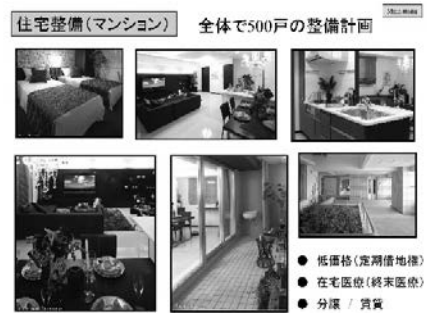 住宅整備(マンション)
全体で500戸の整備計画
● 低価格(定期借地権)
● 在宅医療(終末医療)
● 分譲 / 賃貸